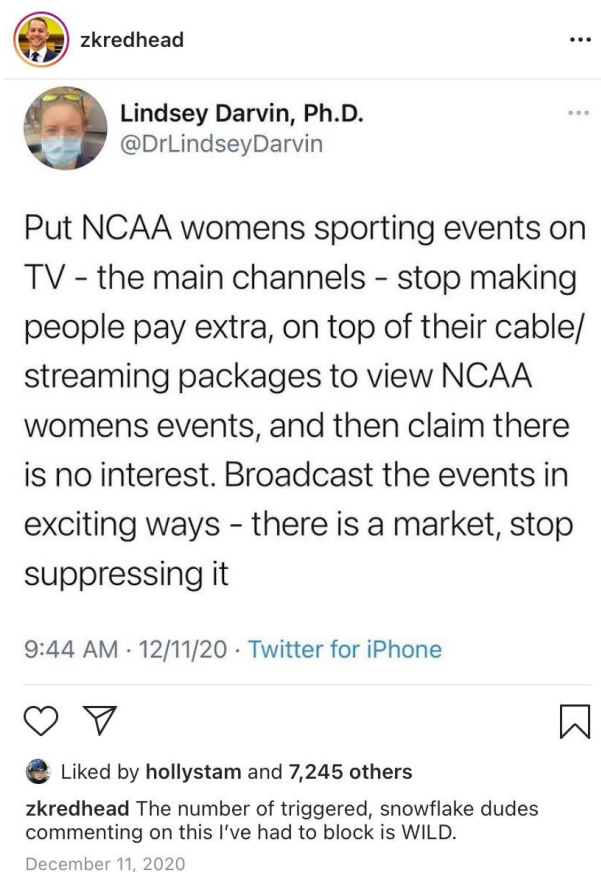 zkredhead
Lindsey Darvin, Ph.D.
@DrLindseyDarvin
Put NCAA womens sporting events on
TV - the main channels - stop making
people pay extra, on top of their cable/
streaming packages to view NCAA
womens events, and then claim there
is no interest. Broadcast the events in
exciting ways - there is a market, stop
suppressing it
9:44 AM · 12/11/20 · Twitter for iPhone
Liked by hollystam and 7,245 others
zkredhead The number of triggered, snowflake dudes
commenting on this I've had to block is WILD.
December 11, 2020